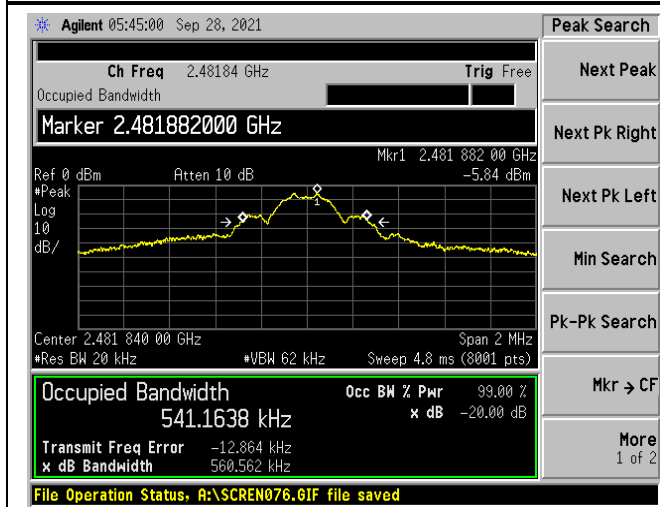 Agilent 05:45:00 Sep 28, 2021
Peak Search
Ch Freq 2.48184 GHz Trig Free
Occupied Bandwidth
Marker 2.481882000 GHz
Mkr1 2.481 882 00 GHz
Ref 0 dBm Atten 10 dB -5.84 dBm
#Peak
Log
10
dB/
1
Center 2.481 840 00 GHz Span 2 MHz
#Res BW 20 kHz #VBW 62 kHz Sweep 4.8 ms (8001 pts)
Occupied Bandwidth Occ BW % Pwr 99.00 %
541.1638 kHz x dB -20.00 dB
Transmit Freq Error -12.864 kHz
x dB Bandwidth 560.562 kHz
File Operation Status, A:\SCREN076.GIF file saved
Next Peak
Next Pk Right
Next Pk Left
Min Search
Pk-Pk Search
Mkr → CF
More
1 of 2